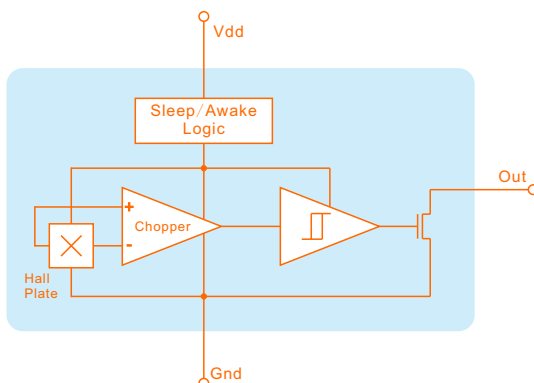 Vdd
Sleep/Awake
Logic
Out
+
Chopper
-
Hall
Plate
Gnd